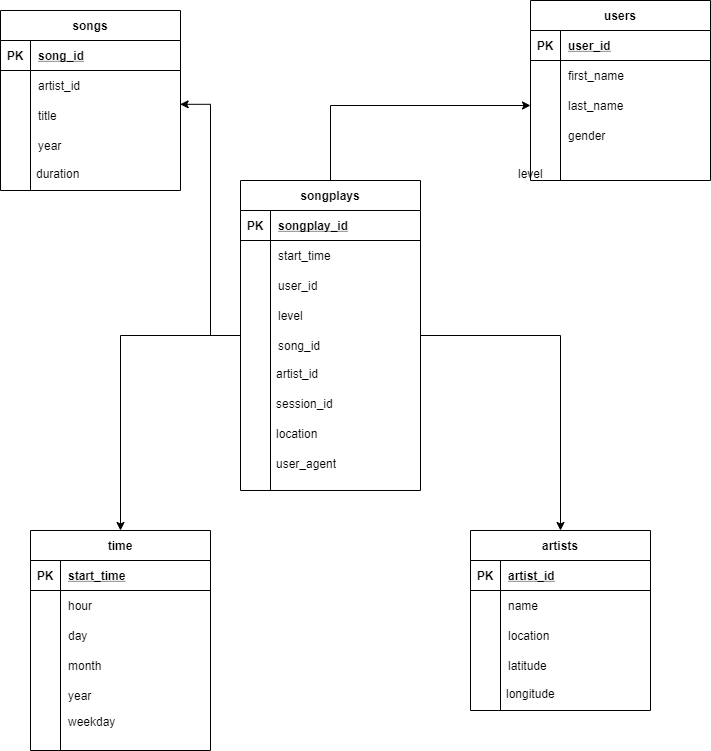 songs
PK song_id
artist_id
title
year
duration
users
PK user_id
first_name
last_name
gender
level
songplays
PK songplay_id
start_time
user_id
level
song_id
artist_id
session_id
location
user_agent
time
PK start_time
hour
day
month
year
weekday
artists
PK artist_id
name
location
latitude
longitude